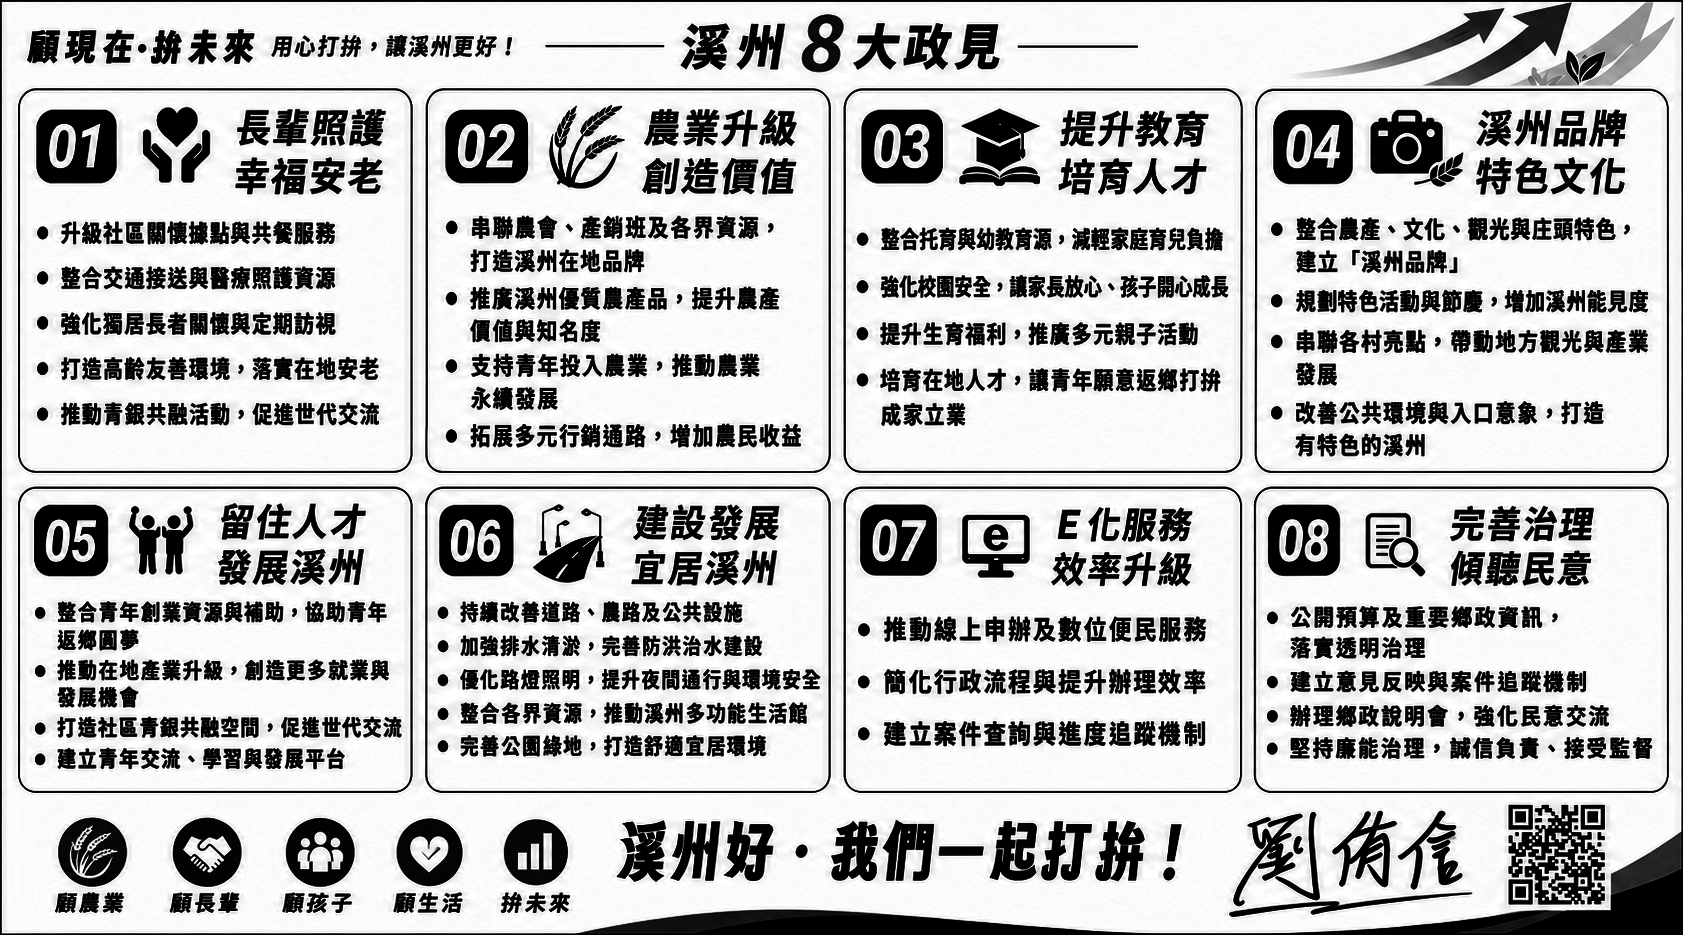 顧現在·拚未來 用心打拚，讓溪州更好！
溪州8大政見
01
長輩照護
幸福安老
● 升級社區關懷據點與共餐服務
● 整合交通接送與醫療照護資源
● 強化獨居長者關懷與定期訪視
● 打造高齡友善環境，落實在地安老
● 推動青銀共融活動，促進世代交流
02
農業升級
創造價值
● 串聯農會、產銷班及各界資源，
打造溪州在地品牌
● 推廣溪州優質農產品，提升農產
價值與知名度
● 支持青年投入農業，推動農業
永續發展
● 拓展多元行銷通路，增加農民收益
03
提升教育
培育人才
● 整合托育與幼教育源，減輕家庭育兒負擔
● 強化校園安全，讓家長放心、孩子開心成長
● 提升生育福利，推廣多元親子活動
● 培育在地人才，讓青年願意返鄉打拚
成家立業
04
溪州品牌
特色文化
● 整合農產、文化、觀光與庄頭特色，
建立「溪州品牌」
● 規劃特色活動與節慶，增加溪州能見度
● 串聯各村亮點，帶動地方觀光與產業
發展
● 改善公共環境與入口意象，打造
有特色的溪州
05
留住人才
發展溪州
● 整合青年創業資源與補助，協助青年
返鄉圓夢
● 推動在地產業升級，創造更多就業與
發展機會
● 打造社區青銀共融空間，促進世代交流
● 建立青年交流、學習與發展平台
06
建設發展
宜居溪州
● 持續改善道路、農路及公共設施
● 加強排水清淤，完善防洪治水建設
● 優化路燈照明，提升夜間通行與環境安全
● 整合各界資源，推動溪州多功能生活館
● 完善公園綠地，打造舒適宜居環境
07
e
E化服務
效率升級
● 推動線上申辦及數位便民服務
● 簡化行政流程與提升辦理效率
● 建立案件查詢與進度追蹤機制
08
完善治理
傾聽民意
● 公開預算及重要鄉政資訊，
落實透明治理
● 建立意見反映與案件追蹤機制
● 辦理鄉政說明會，強化民意交流
● 堅持廉能治理，誠信負責、接受監督
顧農業
顧長輩
顧孩子
顧生活
拚未來
溪州好·我們一起打拚！
劉侑信